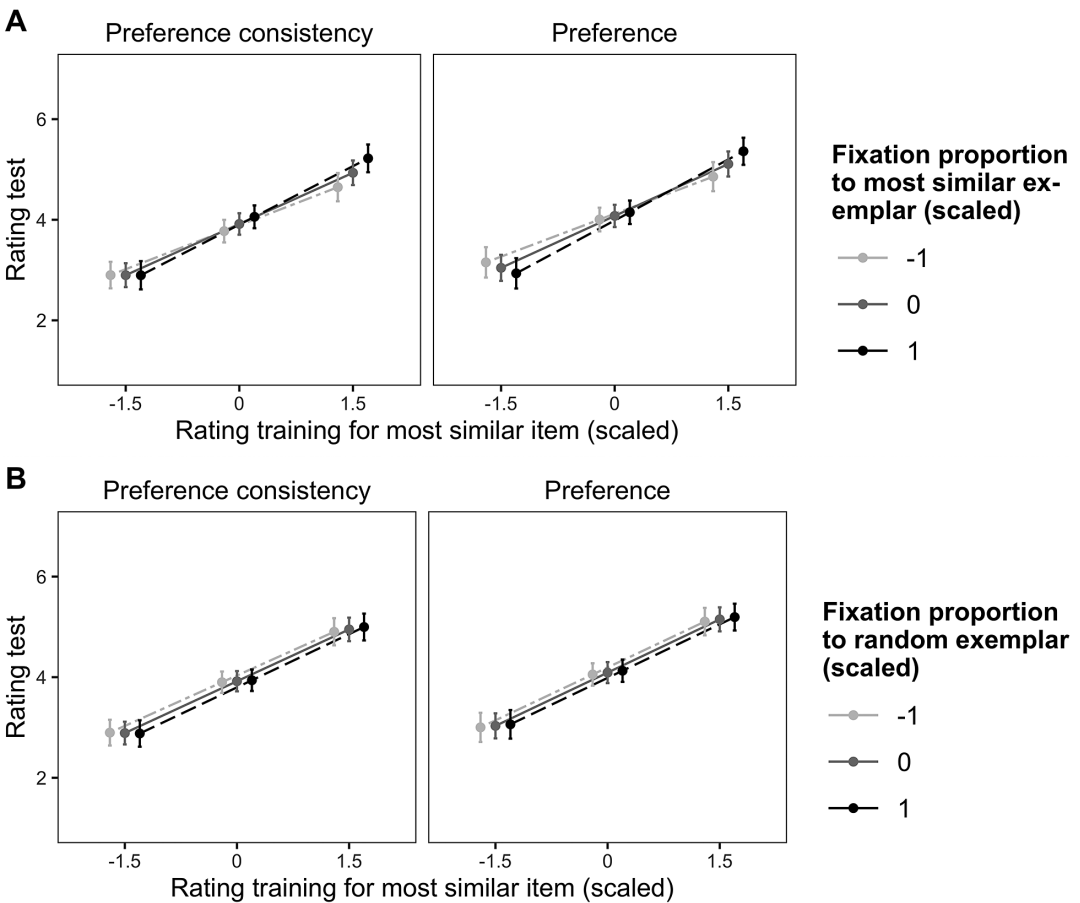 A
Preference consistency
Preference
Rating test
6
4
2
-1.5
0
1.5
-1.5
0
1.5
Rating training for most similar item (scaled)
Fixation proportion
to most similar ex-
emplar (scaled)
-1
0
1
B
Preference consistency
Preference
Rating test
6
4
2
-1.5
0
1.5
-1.5
0
1.5
Rating training for most similar item (scaled)
Fixation proportion
to random exemplar
(scaled)
-1
0
1